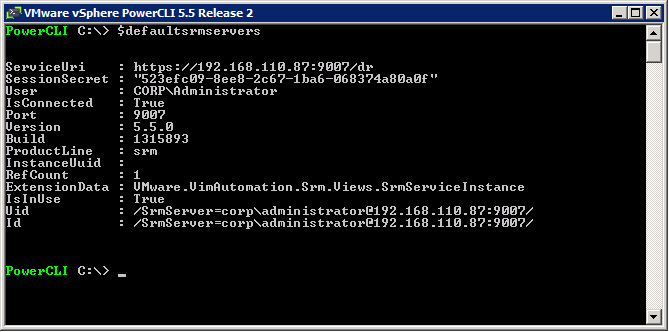 VMware vSphere PowerCLI 5.5 Release 2
PowerCLI C:\> $defaultsrmservers
ServiceUri : https://192.168.110.87:9007/dr
SessionSecret : "523efc09-8ee8-2c67-1ba6-068374a80a0f"
User : CORP\Administrator
IsConnected : True
Port : 9007
Version : 5.5.0
Build : 1315893
ProductLine : srm
InstanceUuid :
RefCount : 1
ExtensionData : VMware.VimAutomation.Srm.Views.SrmServiceInstance
IsInUse : True
Uid : /SrmServer=corp\administrator@192.168.110.87:9007/
Id : /SrmServer=corp\administrator@192.168.110.87:9007/
PowerCLI C:\> _